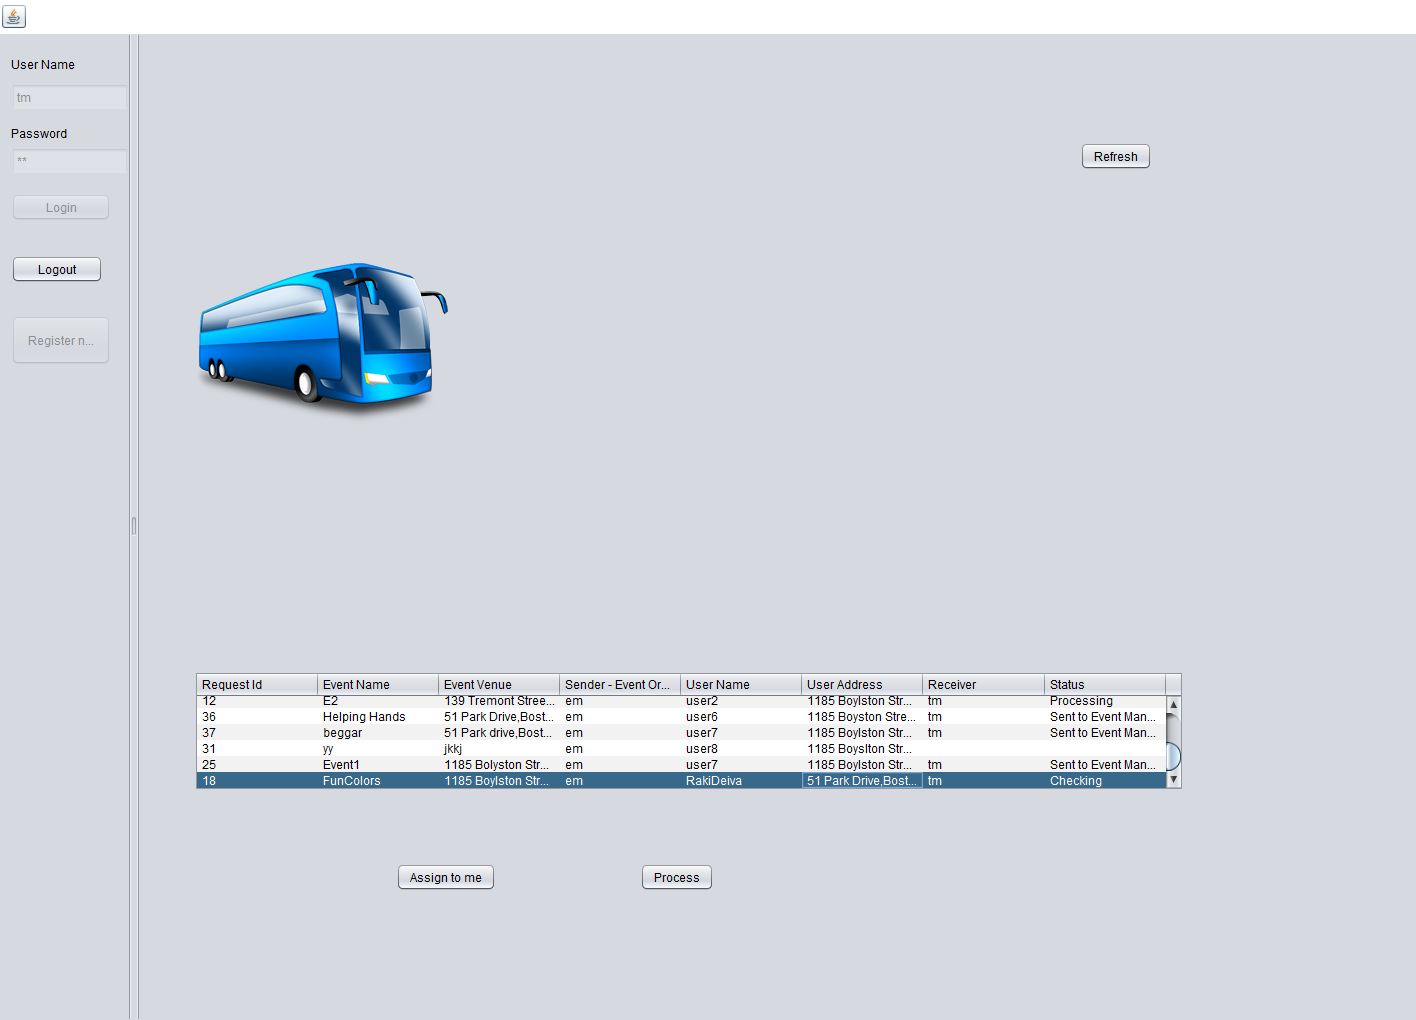 User Name
tm
Password
**
Login
Logout
Register n...
Refresh
Request Id Event Name Event Venue Sender - Event Or... User Name User Address Receiver Status
12 E2 139 Tremont Stree... em user2 1185 Boylston Str... tm Processing
36 Helping Hands 51 Park Drive,Bost... em user6 1185 Boyston Stre... tm Sent to Event Man...
37 beggar 51 Park drive,Bost... em user7 1185 Boylston Str... tm Sent to Event Man...
31 yy jkkj em user8 1185 Boyslton Str...
25 Event1 1185 Bolyston Str... em user7 1185 Boylston Str... tm Sent to Event Man...
18 FunColors 1185 Boylston Str... em RakiDeiva 51 Park Drive,Bost... tm Checking
Assign to me
Process